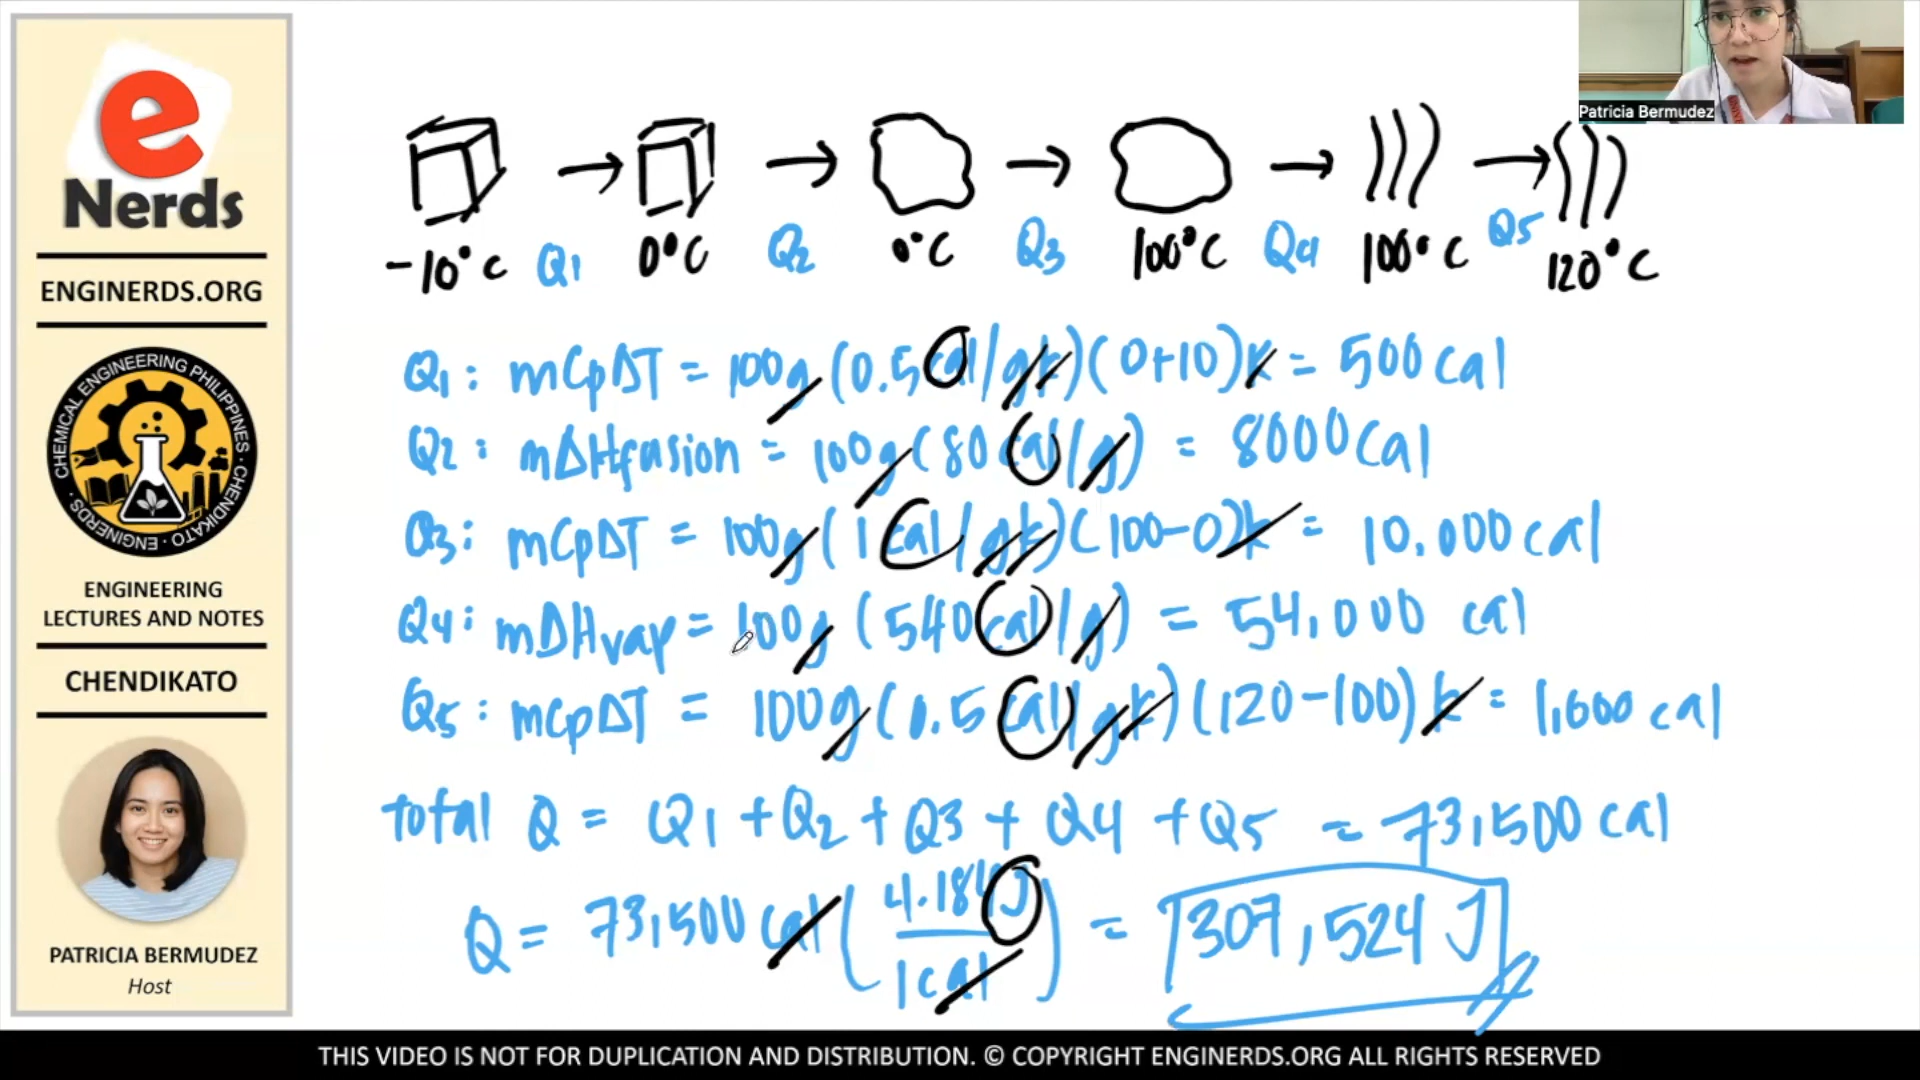 e
Nerds
ENGINERDS.ORG
CHEMICAL ENGINEERING PHILIPPINES · CHENDIKATO · ENGINERDS ·
ENGINEERING
LECTURES AND NOTES
CHENDIKATO
PATRICIA BERMUDEZ
Host
Patricia Bermudez
-10°C Q1 0°C Q2 0°C Q3 100°C Q4 100°C Q5 120°C
Q1: mCpΔT = 100g (0.5 cal/gk)(0+10)k = 500 cal
Q2: mΔHfusion = 100g (80 cal/g) = 8000 cal
Q3: mCpΔT = 100g (1 cal/gk)(100-0)k = 10,000 cal
Q4: mΔHvap = 100g (540 cal/g) = 54,000 cal
Q5: mCpΔT = 100g (0.5 cal/gk)(120-100)k = 1,000 cal
total Q = Q1 + Q2 + Q3 + Q4 + Q5 = 73,500 cal
Q = 73,500 cal (4.184J / 1cal) = 307,524 J
THIS VIDEO IS NOT FOR DUPLICATION AND DISTRIBUTION. © COPYRIGHT ENGINERDS.ORG ALL RIGHTS RESERVED